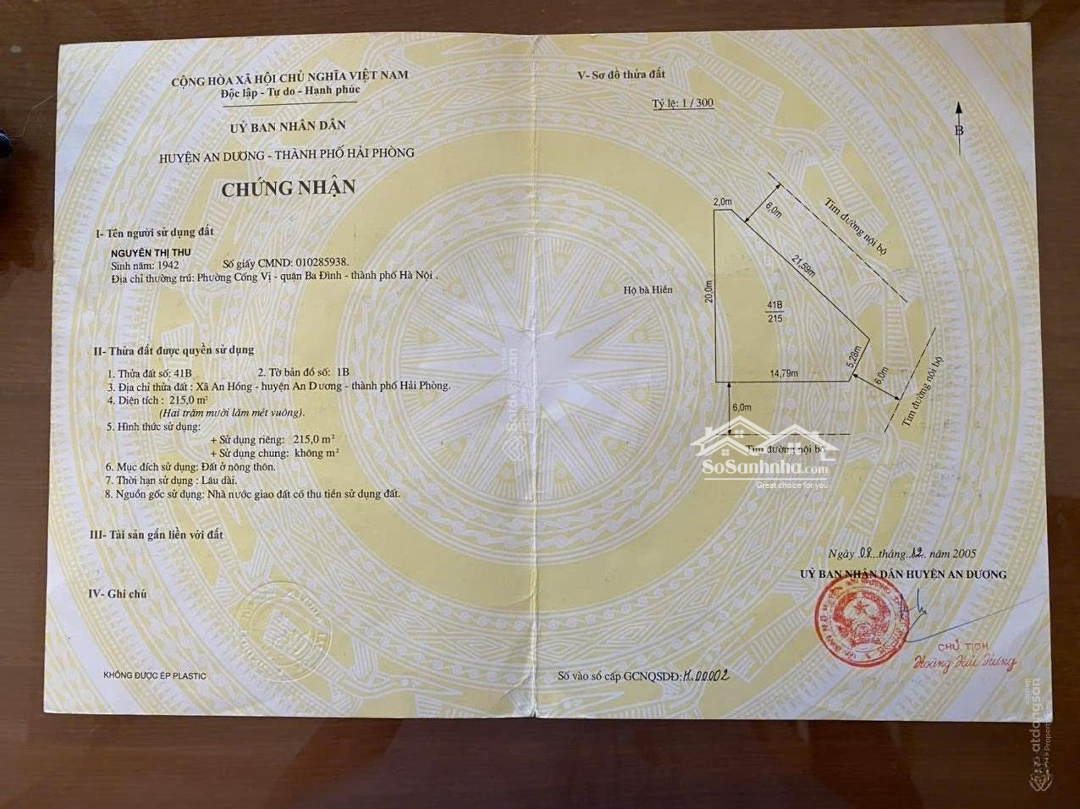 CỘNG HÒA XÃ HỘI CHỦ NGHĨA VIỆT NAM
Độc lập - Tự do - Hạnh phúc
UỶ BAN NHÂN DÂN
HUYỆN AN DƯƠNG - THÀNH PHỐ HẢI PHÒNG
CHỨNG NHẬN
I- Tên người sử dụng đất
NGUYỄN THỊ THU
Sinh năm: 1942 Số giấy CMND: 010285938.
Địa chỉ thường trú: Phường Cống Vị - quận Ba Đình - thành phố Hà Nội .
II- Thửa đất được quyền sử dụng
1. Thửa đất số: 41B 2. Tờ bản đồ số: 1B
3. Địa chỉ thửa đất : Xã An Hồng - huyện An Dương - thành phố Hải Phòng.
4. Diện tích : 215,0 m²
(Hai trăm mười lăm mét vuông).
5. Hình thức sử dụng:
+ Sử dụng riêng: 215,0 m²
+ Sử dụng chung: không m²
6. Mục đích sử dụng: Đất ở nông thôn.
7. Thời hạn sử dụng : Lâu dài.
8. Nguồn gốc sử dụng: Nhà nước giao đất có thu tiền sử dụng đất.
III- Tài sản gắn liền với đất
IV- Ghi chú
KHÔNG ĐƯỢC ÉP PLASTIC
V- Sơ đồ thửa đất
Tỷ lệ: 1 / 300
B
2,0m
6,0m
Tim đường nội bộ
21,59m
20,0m
Hộ bà Hiền
41B
215
5,28m
14,79m
6,0m
Tim đường nội bộ
6,0m
Tim đường nội bộ
SoSanhnha.com
Great choice for you
Ngày 08 tháng 12 năm 2005
UỶ BAN NHÂN DÂN HUYỆN AN DƯƠNG
CHỦ TỊCH
Số vào sổ cấp GCNQSDĐ: H.00002
atdongsan